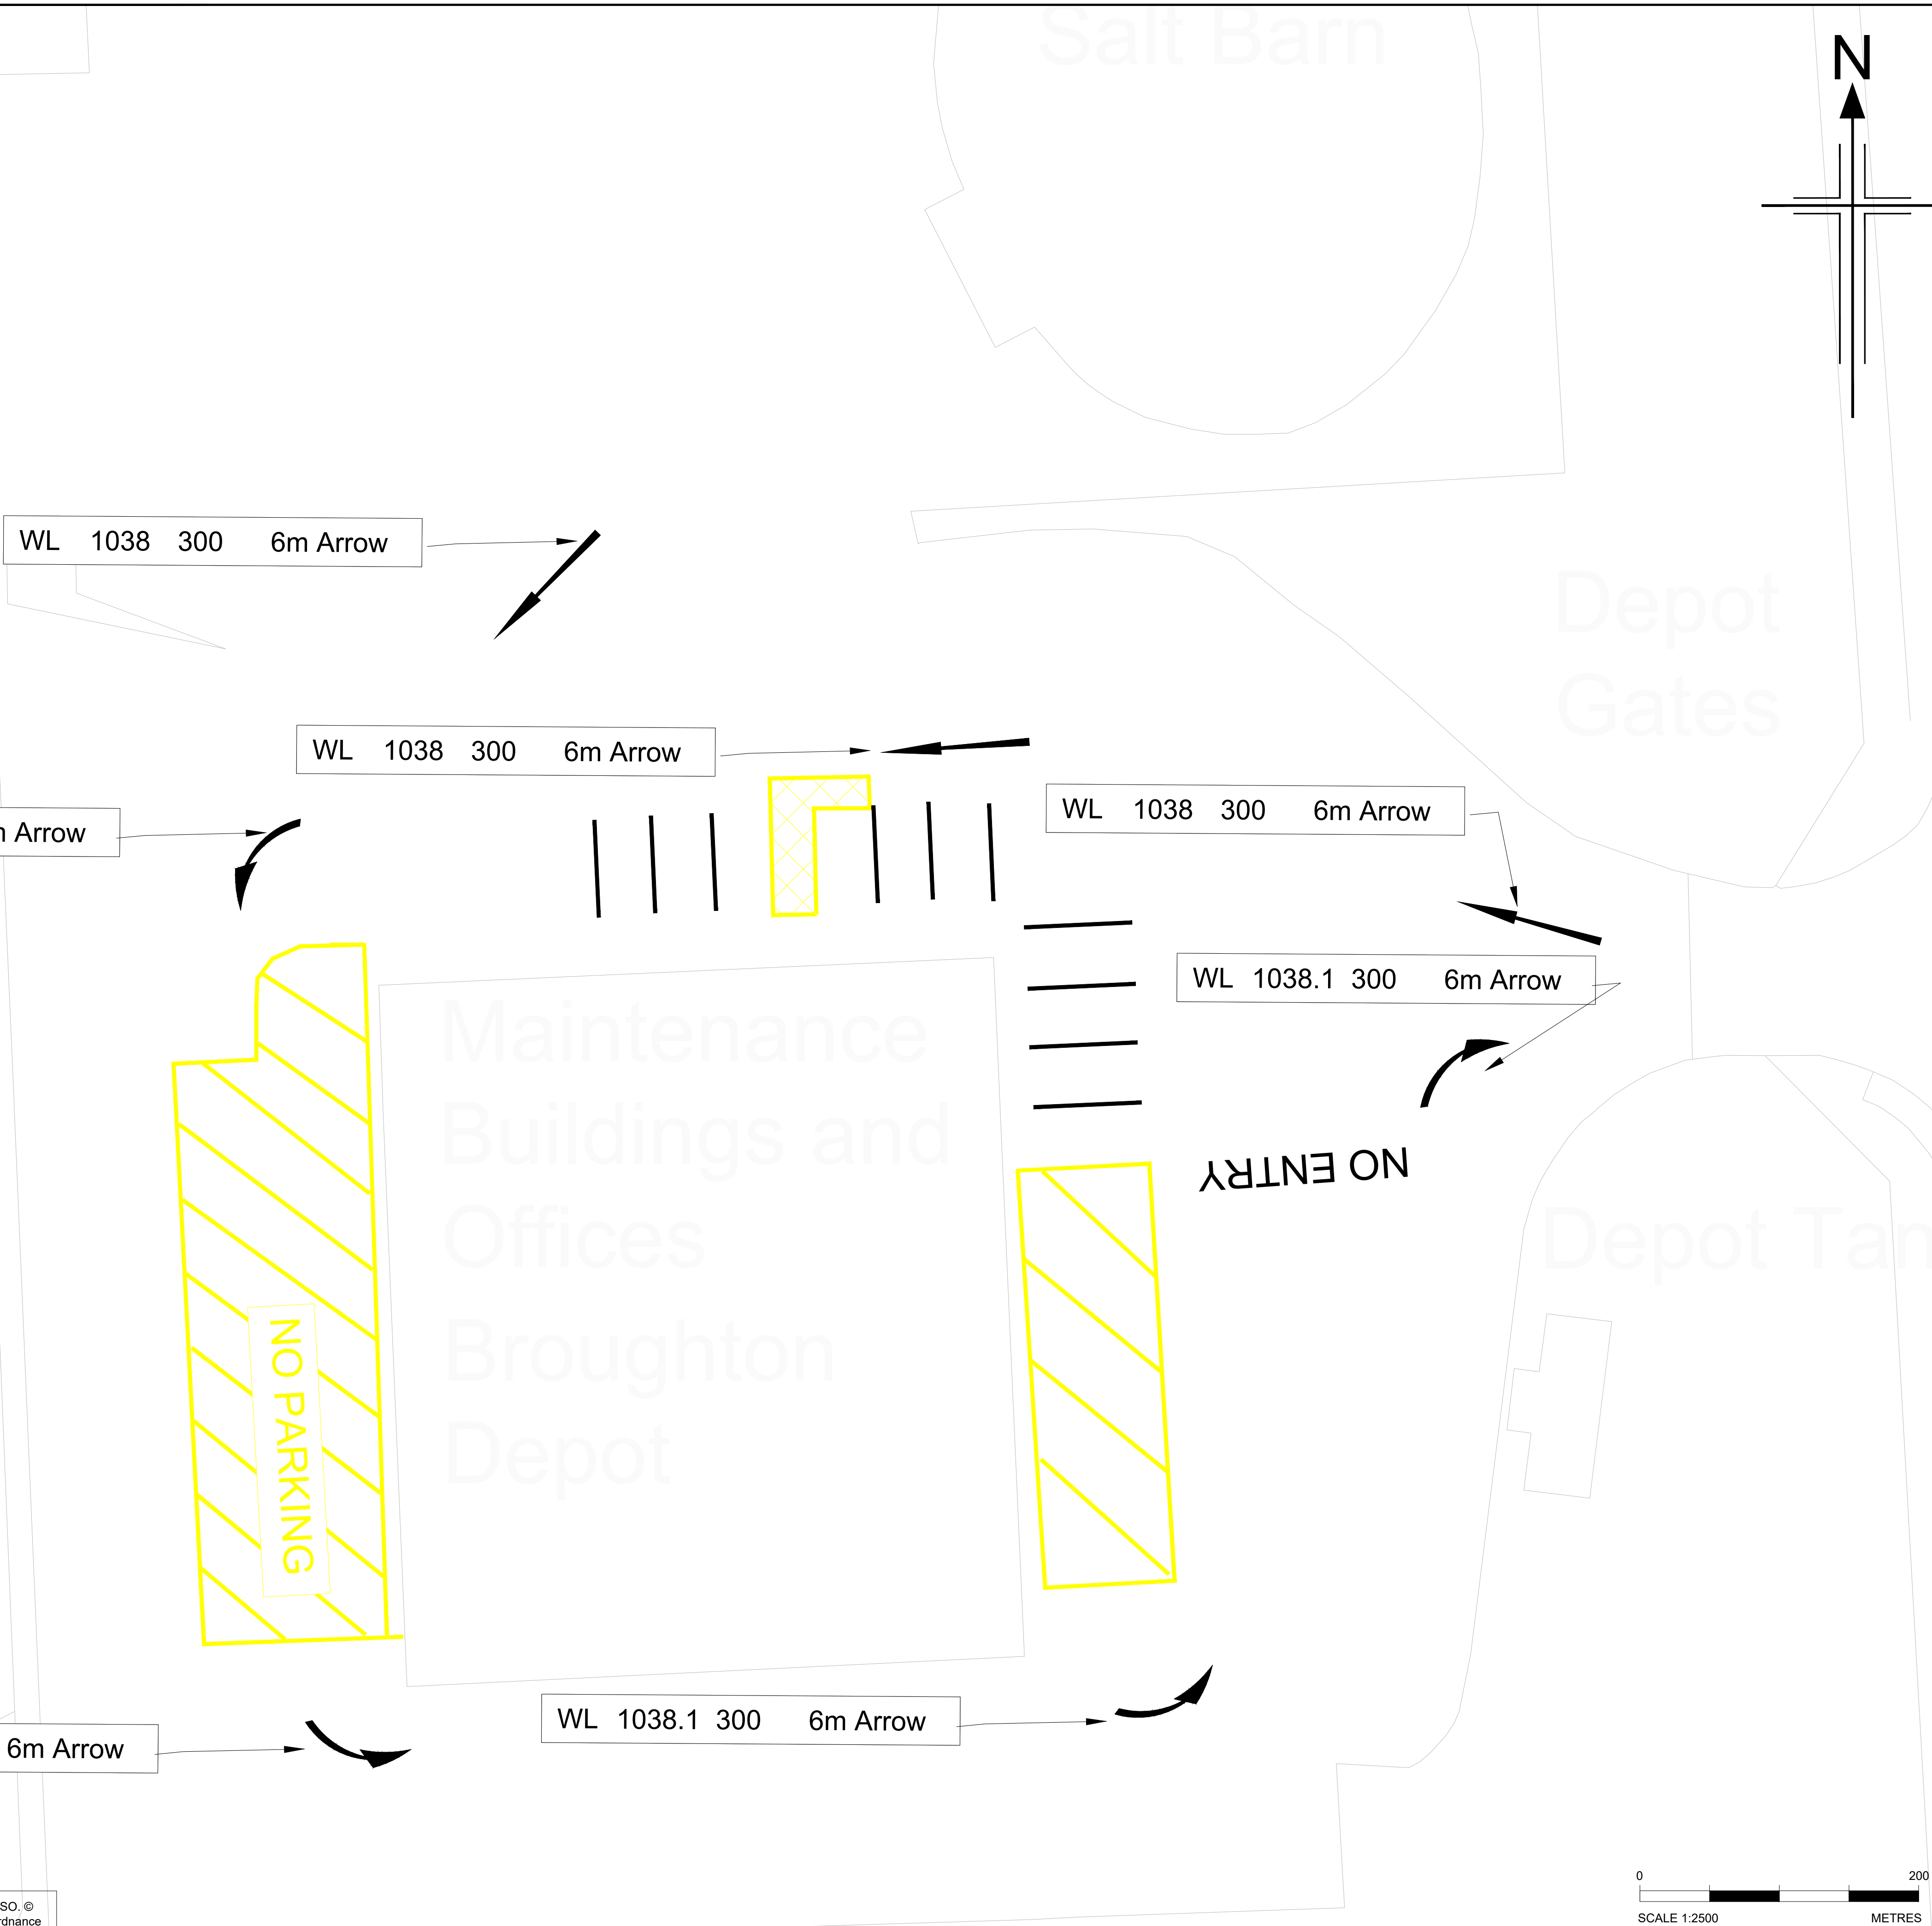 Salt Barn
N
WL 1038 300 6m Arrow
Depot
Gates
WL 1038 300 6m Arrow
WL 1038 300 6m Arrow
Arrow
WL 1038.1 300 6m Arrow
Maintenance
Buildings and
Offices
Broughton
Depot
NO ENTRY
Depot
NO PARKING
WL 1038.1 300 6m Arrow
6m Arrow
0 200
SCALE 1:2500 METRES
SO. ©